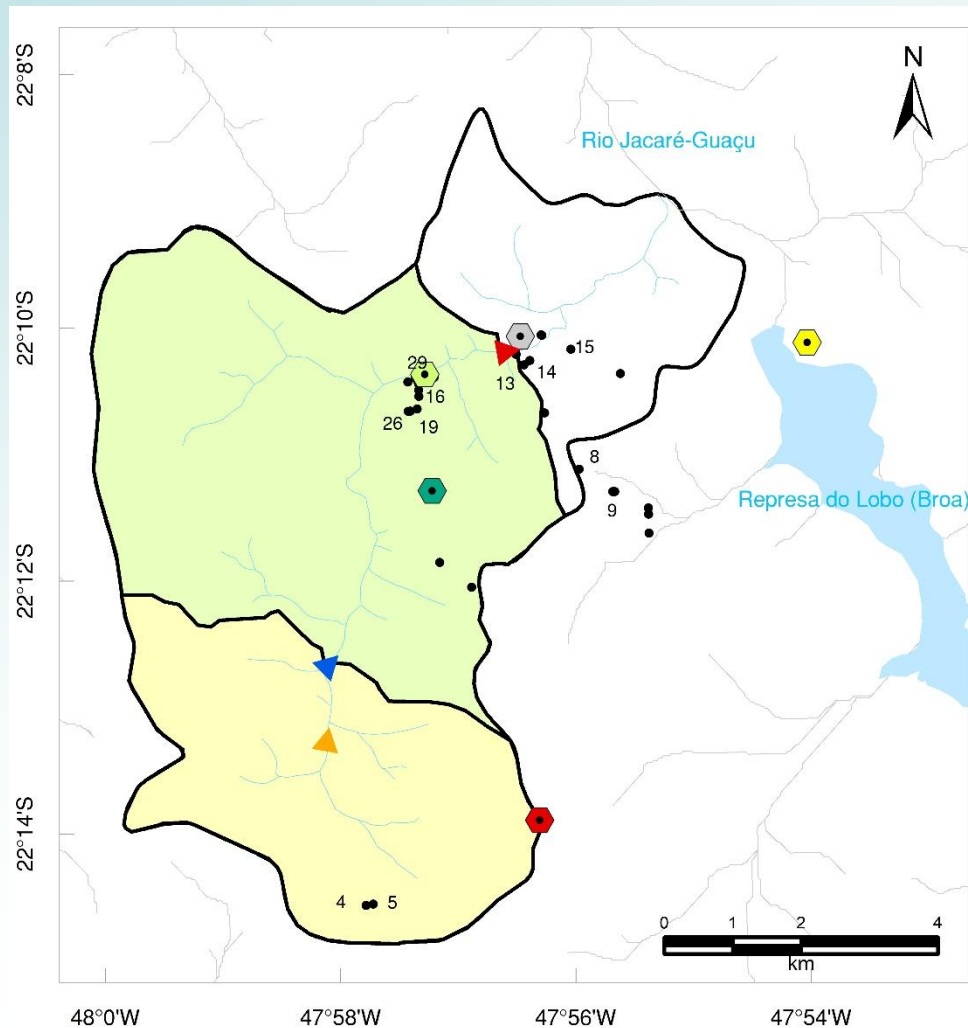 22°8'S
N
Rio Jacaré-Guaçu
22°10'S
15
29
14
13
16
26
19
8
9
Represa do Lobo (Broa)
22°12'S
22°14'S
4
5
0
1
2
4
km
48°0'W
47°58'W
47°56'W
47°54'W